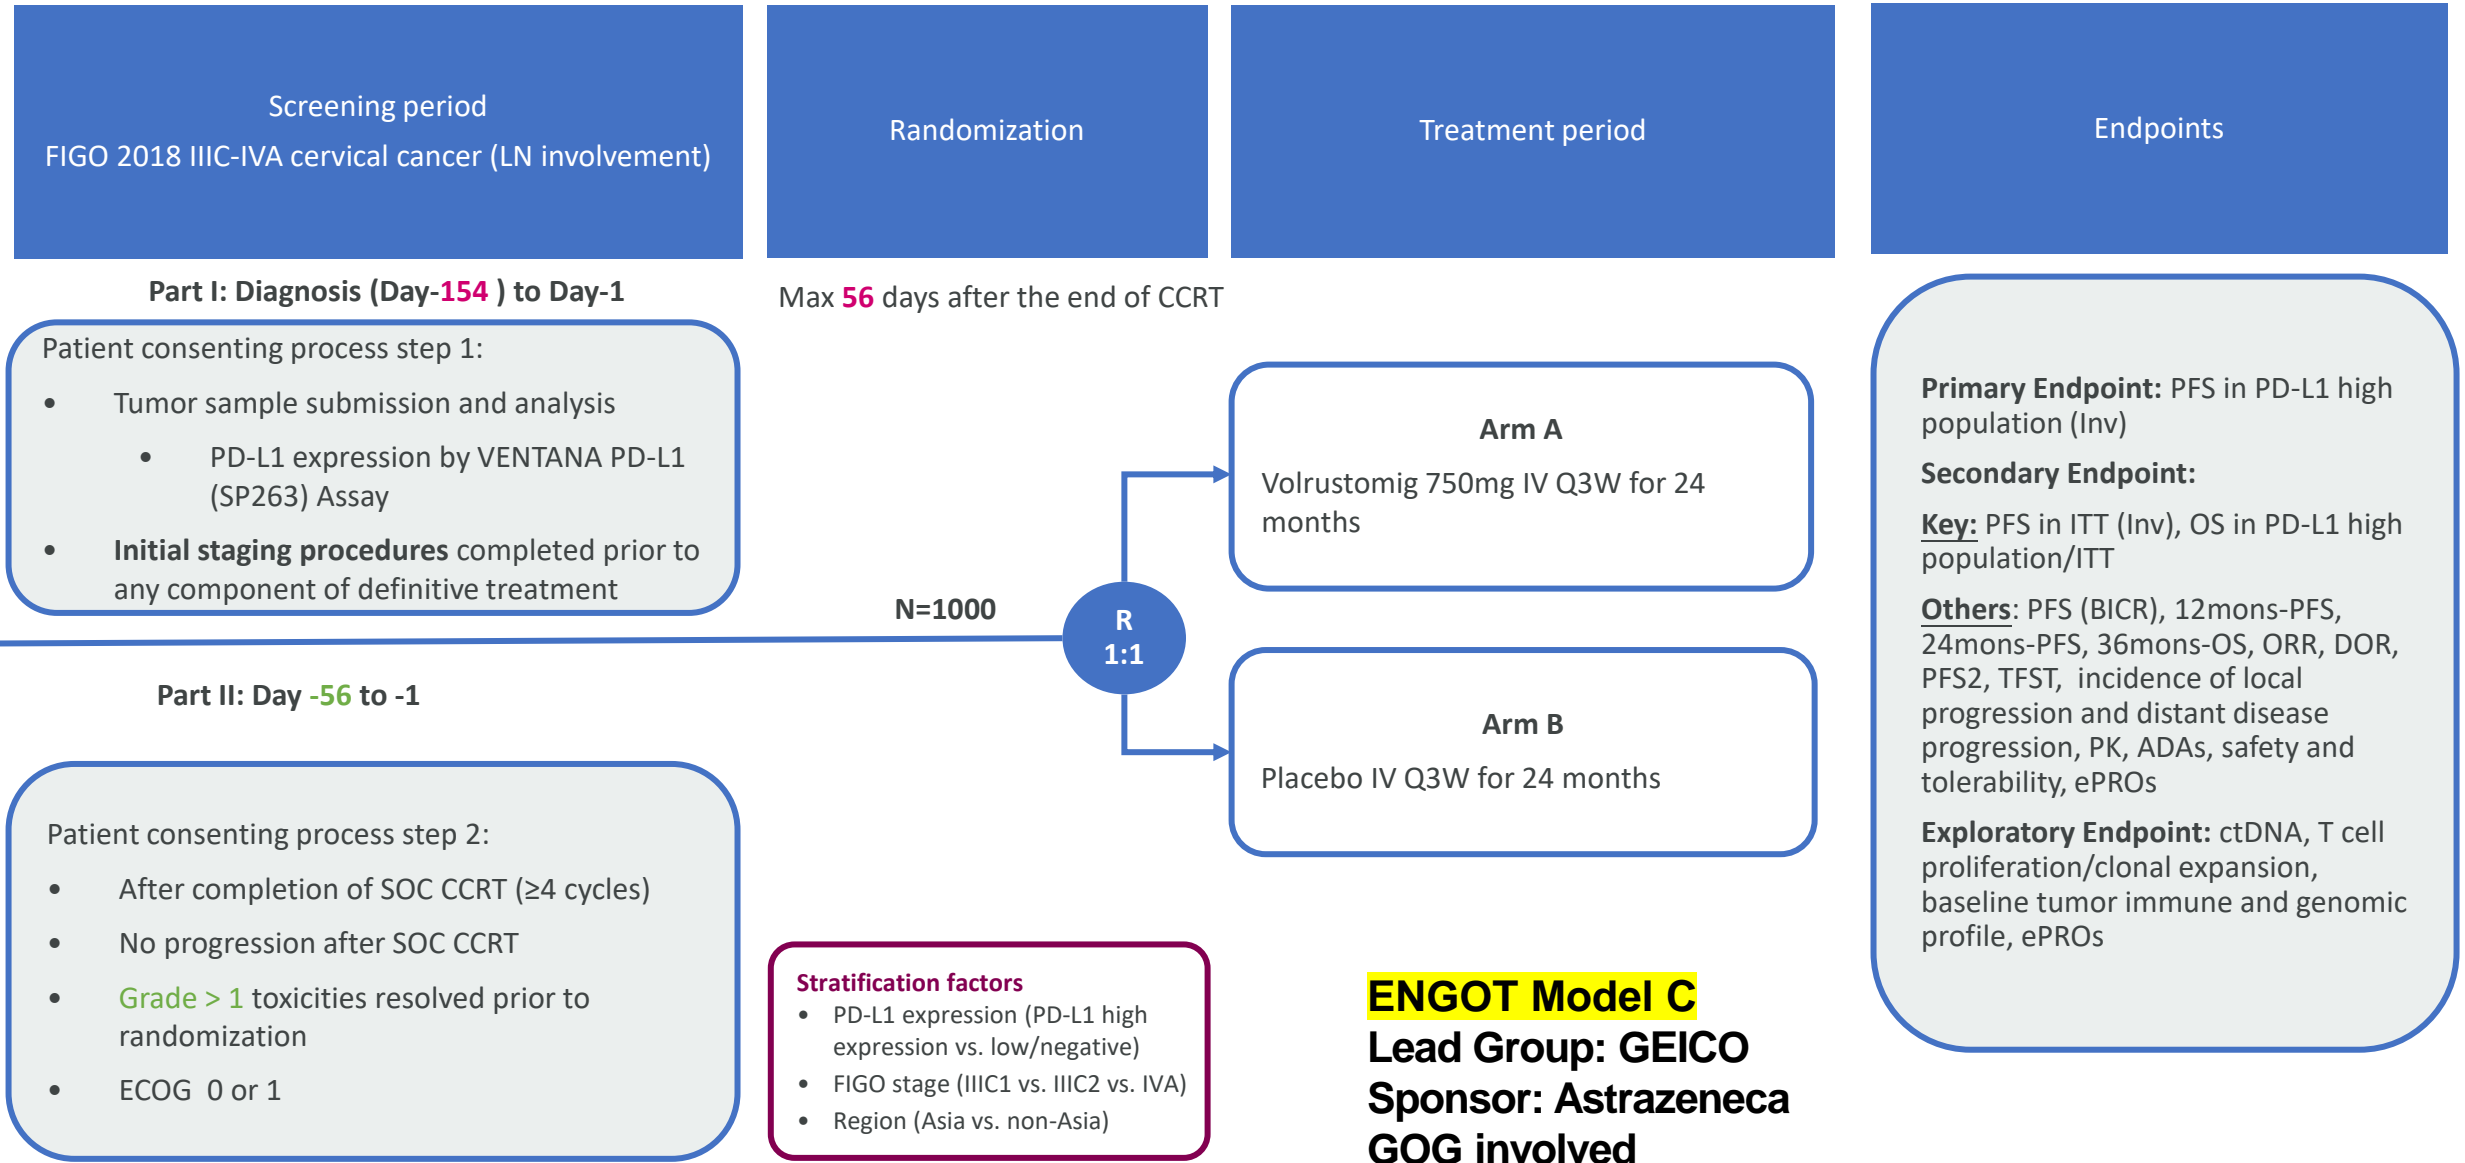 Screening period
FIGO 2018 IIIC-IVA cervical cancer (LN involvement)
Randomization
Treatment period
Endpoints
Part I: Diagnosis (Day-154 ) to Day-1
Patient consenting process step 1:
• Tumor sample submission and analysis
• PD-L1 expression by VENTANA PD-L1
(SP263) Assay
• Initial staging procedures completed prior to
any component of definitive treatment
Part II: Day -56 to -1
Patient consenting process step 2:
• After completion of SOC CCRT (≥4 cycles)
• No progression after SOC CCRT
• Grade > 1 toxicities resolved prior to
randomization
• ECOG 0 or 1
Max 56 days after the end of CCRT
N=1000
R
1:1
Stratification factors
• PD-L1 expression (PD-L1 high
expression vs. low/negative)
• FIGO stage (IIIC1 vs. IIIC2 vs. IVA)
• Region (Asia vs. non-Asia)
Arm A
Volrustomig 750mg IV Q3W for 24
months
Arm B
Placebo IV Q3W for 24 months
ENGOT Model C
Lead Group: GEICO
Sponsor: Astrazeneca
GOG involved
Primary Endpoint: PFS in PD-L1 high
population (Inv)
Secondary Endpoint:
Key: PFS in ITT (Inv), OS in PD-L1 high
population/ITT
Others: PFS (BICR), 12mons-PFS,
24mons-PFS, 36mons-OS, ORR, DOR,
PFS2, TFST, incidence of local
progression and distant disease
progression, PK, ADAs, safety and
tolerability, ePROs
Exploratory Endpoint: ctDNA, T cell
proliferation/clonal expansion,
baseline tumor immune and genomic
profile, ePROs